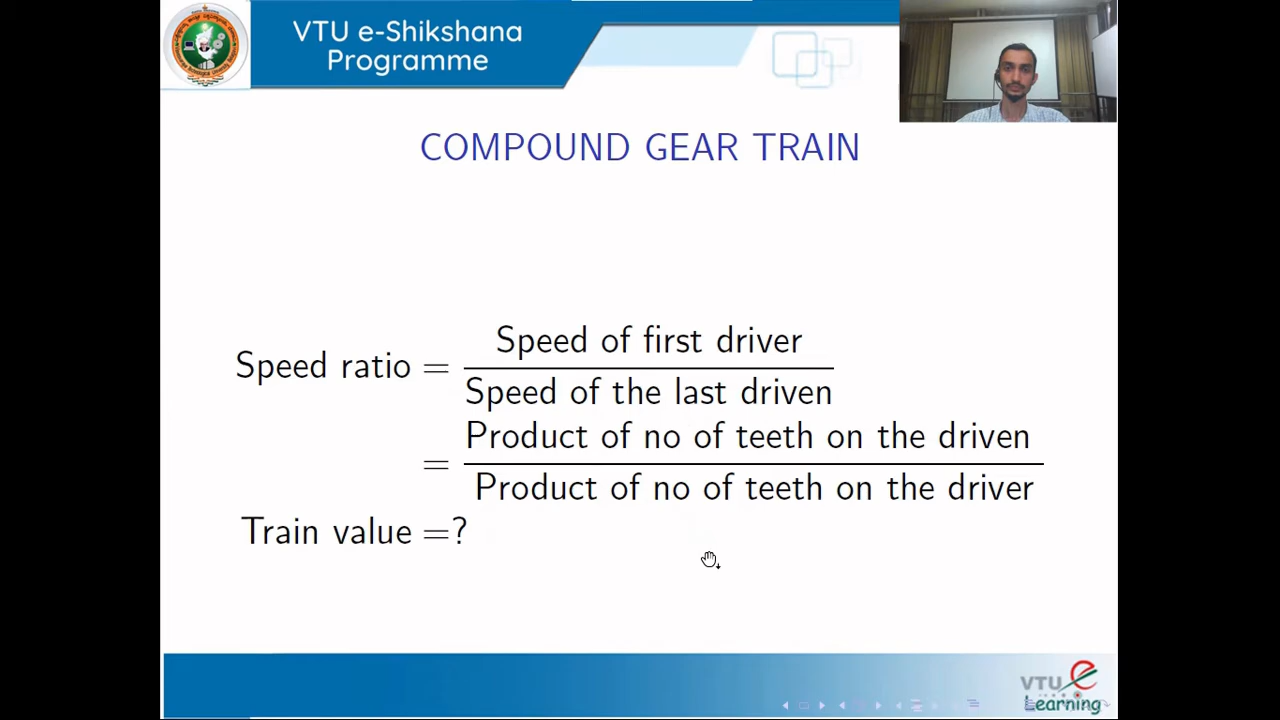 VTU e-Shikshana
Programme
COMPOUND GEAR TRAIN
Speed ratio = Speed of first driver
Speed of the last driven
= Product of no of teeth on the driven
Product of no of teeth on the driver
Train value =?
VTU e
Learning